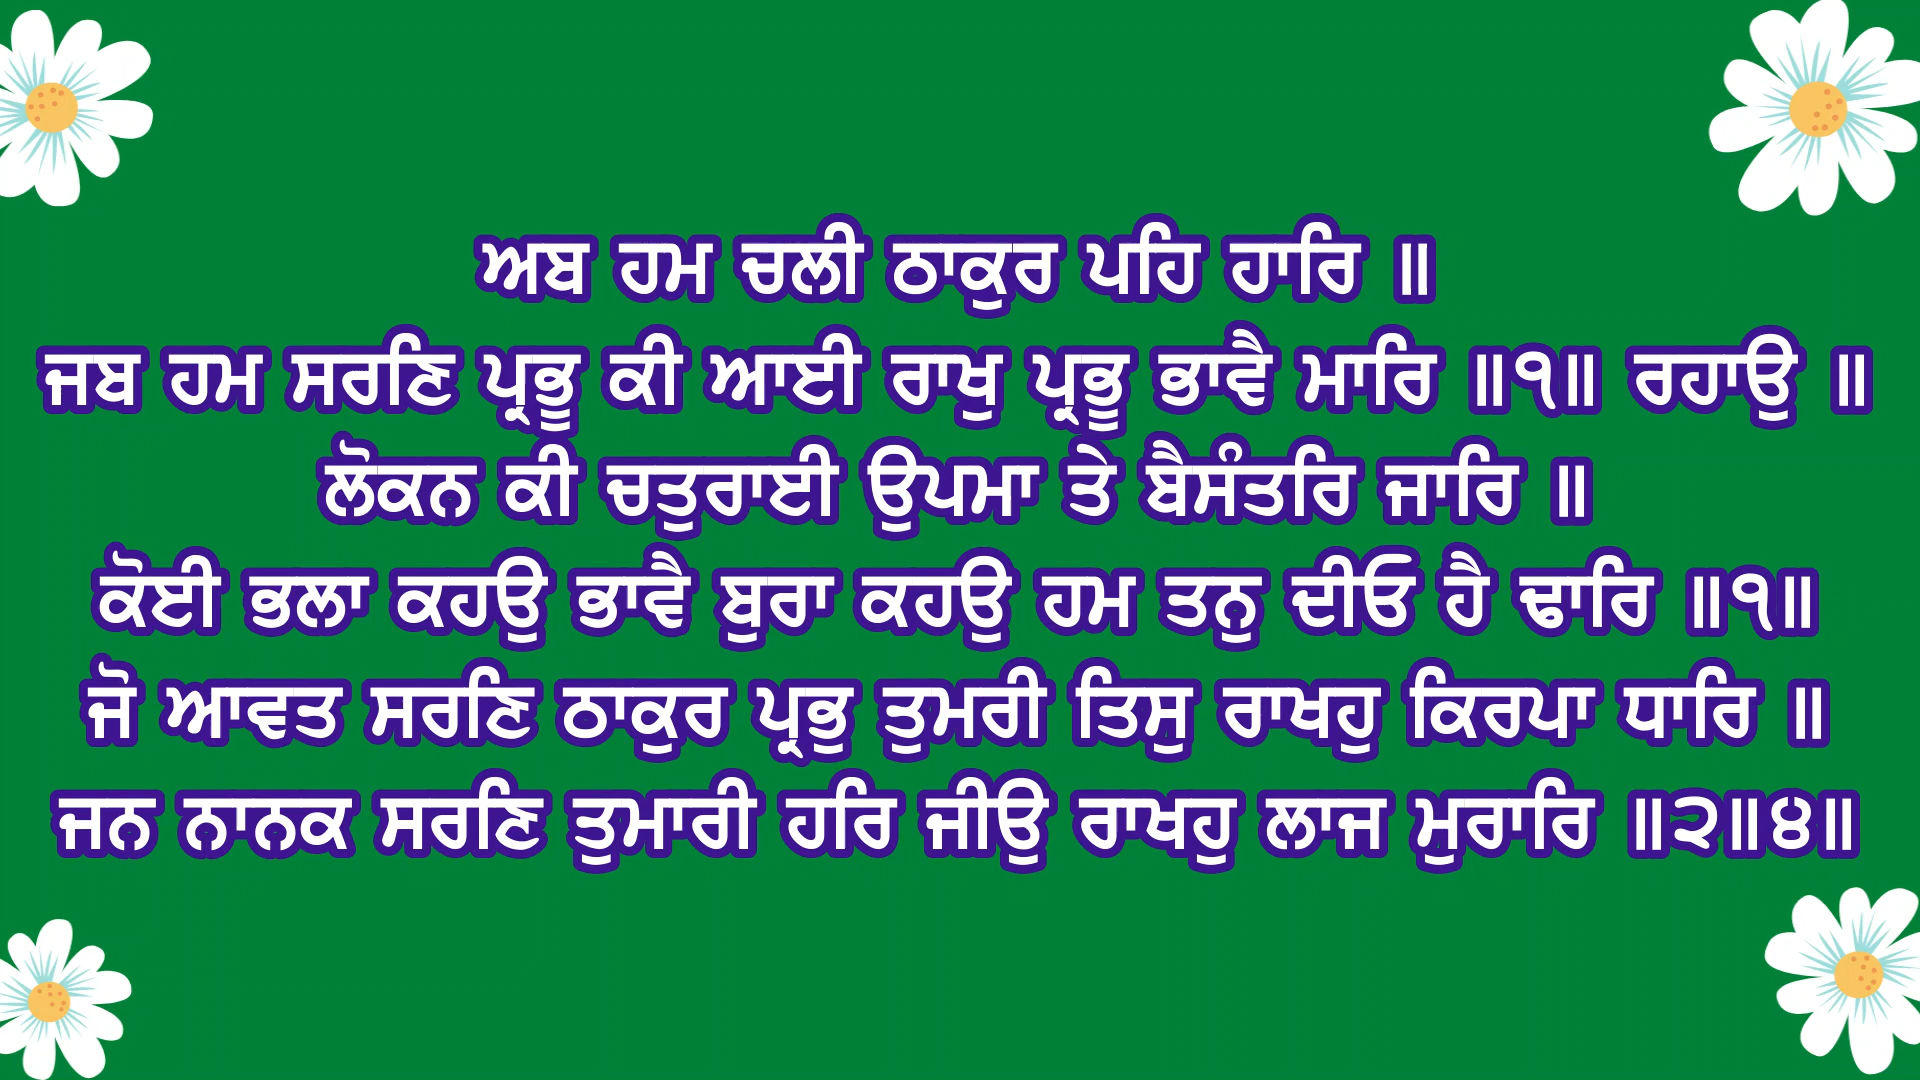 ਅਬ ਹਮ ਚਲੀ ਠਾਕੁਰ ਪਹਿ ਹਾਰਿ ॥
ਜਬ ਹਮ ਸਰਣਿ ਪ੍ਰਭੂ ਕੀ ਆਈ ਰਾਖੁ ਪ੍ਰਭੂ ਭਾਵੈ ਮਾਰਿ ॥੧॥ ਰਹਾਉ ॥
ਲੋਕਨ ਕੀ ਚਤੁਰਾਈ ਉਪਮਾ ਤੇ ਬੈਸੰਤਰਿ ਜਾਰਿ ॥
ਕੋਈ ਭਲਾ ਕਹਉ ਭਾਵੈ ਬੁਰਾ ਕਹਉ ਹਮ ਤਨੁ ਦੀਓ ਹੈ ਢਾਰਿ ॥੧॥
ਜੋ ਆਵਤ ਸਰਣਿ ਠਾਕੁਰ ਪ੍ਰਭੁ ਤੁਮਰੀ ਤਿਸੁ ਰਾਖਹੁ ਕਿਰਪਾ ਧਾਰਿ ॥
ਜਨ ਨਾਨਕ ਸਰਣਿ ਤੁਮਾਰੀ ਹਰਿ ਜੀਉ ਰਾਖਹੁ ਲਾਜ ਮੁਰਾਰਿ ॥੨॥੪॥